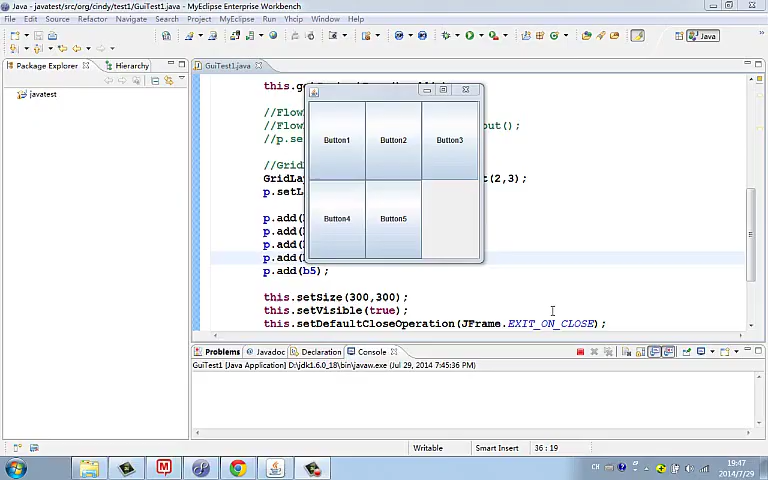 Java - javatest/src/org/cindy/test1/GuiTest1.java - MyEclipse Enterprise Workbench
File Edit Source Refactor Navigate Search Project MyEclipse Run Yhcip Window Help
Java
Package Explorer Hierarchy
GuiTest1.java
javatest
//Flow
//Flow
put();
//p.se
//Grid
GridLa
t(2,3);
p.setL
p.add(
p.add(
p.add(
p.add(
p.add(b5);
this.setSize(300,300);
this.setVisible(true);
this.setDefaultCloseOperation(JFrame.EXIT_ON_CLOSE);
Button1 Button2 Button3
Button4 Button5
Problems Javadoc Declaration Console
GuiTest1 [Java Application] D:\jdk1.6.0_18\bin\javaw.exe (Jul 29, 2014 7:45:36 PM)
Writable Smart Insert 36 : 19
CH
19:47
2014/7/29